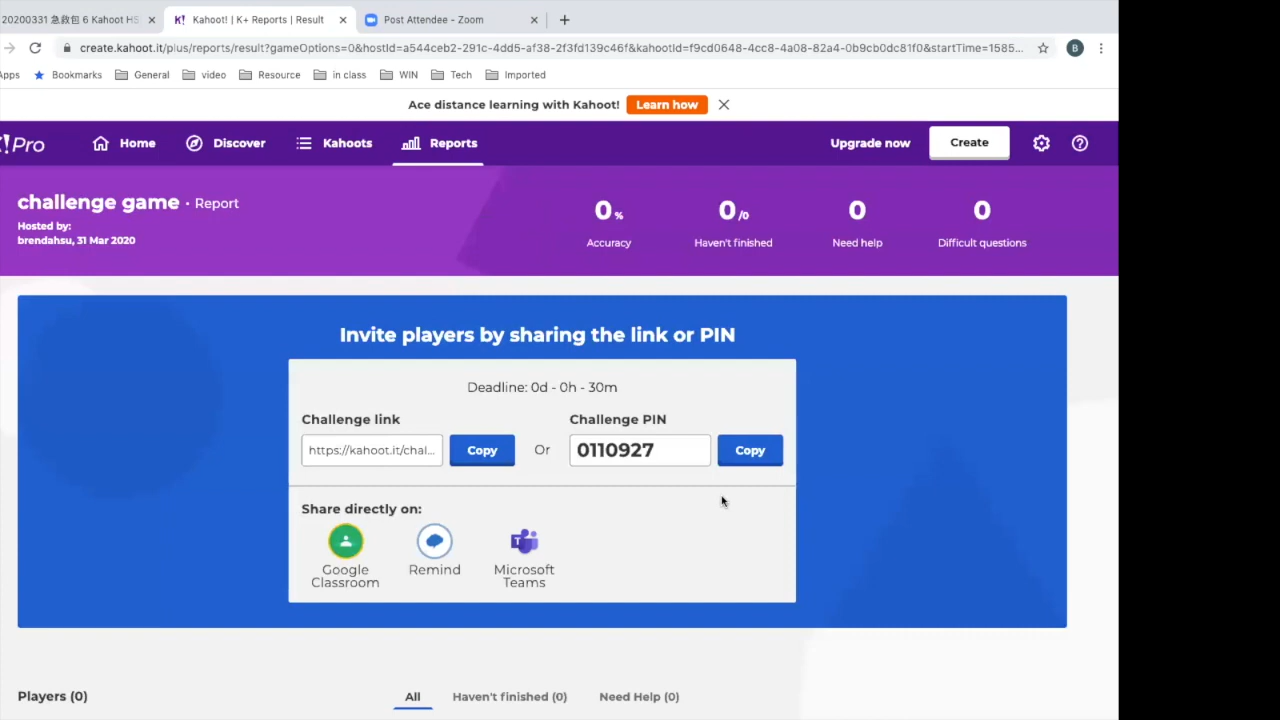 20200331 急救包 6 Kahoot HS
K! Kahoot! | K+ Reports | Result
Post Attendee - Zoom
create.kahoot.it/plus/reports/result?gameOptions=0&hostId=a544ceb2-291c-4dd5-af38-2f3fd139c46f&kahootId=f9cd0648-4cc8-4a08-82a4-0b9cb0dc81f0&startTime=1585...
B
Apps
Bookmarks
General
video
Resource
in class
WIN
Tech
Imported
Ace distance learning with Kahoot!
Learn how
K!Pro
Home
Discover
Kahoots
Reports
Upgrade now
Create
challenge game · Report
Hosted by:
brendahsu, 31 Mar 2020
0 %
Accuracy
0 /0
Haven't finished
0
Need help
0
Difficult questions
Invite players by sharing the link or PIN
Deadline: 0d - 0h - 30m
Challenge link
https://kahoot.it/chal...
Copy
Or
Challenge PIN
0110927
Copy
Share directly on:
Google
Classroom
Remind
T
Microsoft
Teams
Players (0)
All
Haven't finished (0)
Need Help (0)